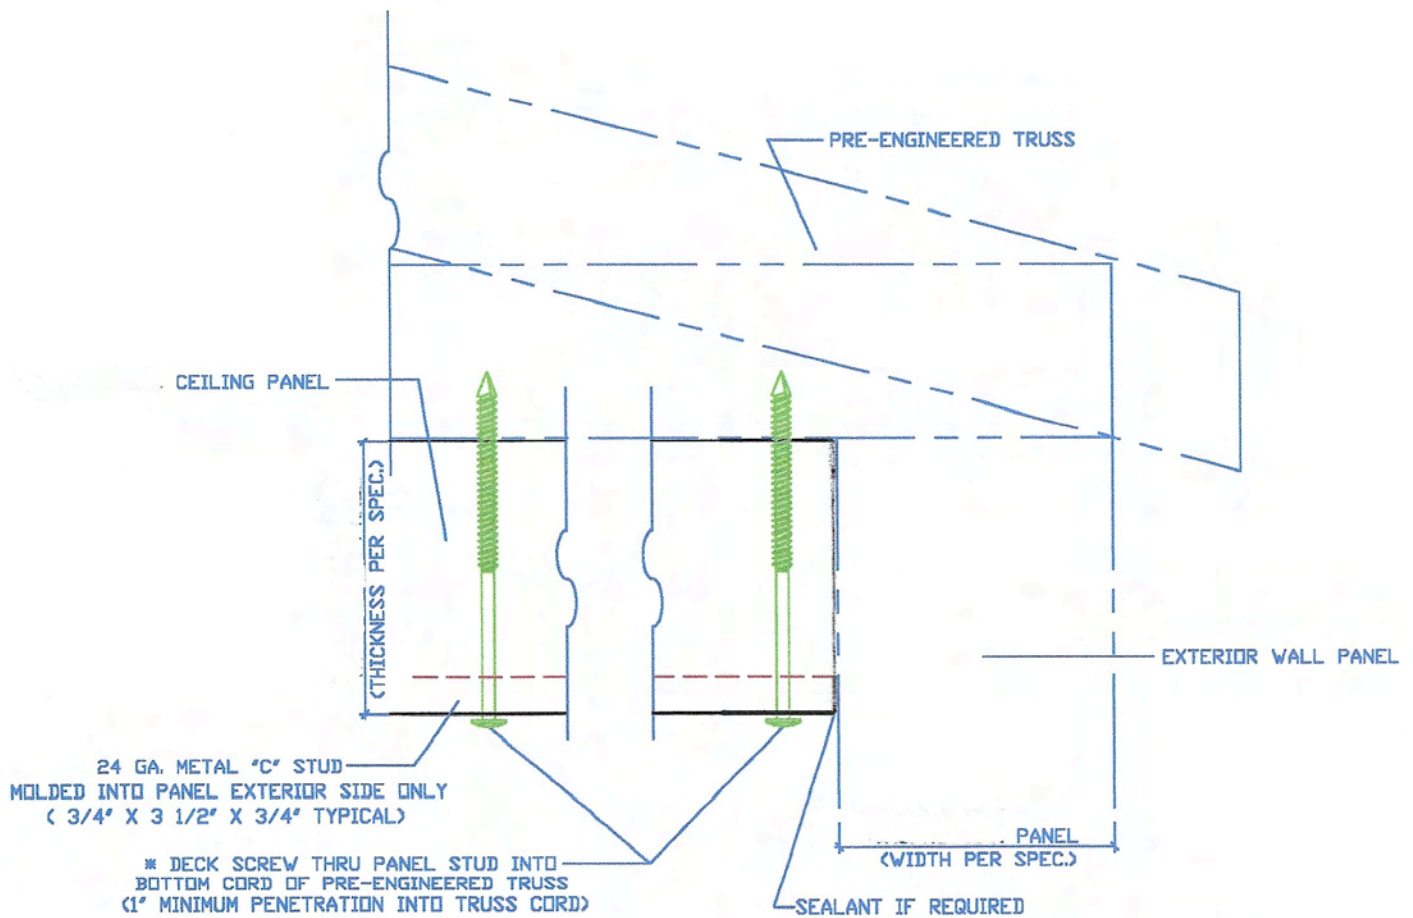 PRE-ENGINEERED TRUSS
CEILING PANEL
(THICKNESS PER SPEC.)
EXTERIOR WALL PANEL
24 GA. METAL "C" STUD
MOLDED INTO PANEL EXTERIOR SIDE ONLY
( 3/4" X 3 1/2" X 3/4" TYPICAL)
PANEL
(WIDTH PER SPEC.)
* DECK SCREW THRU PANEL STUD INTO
BOTTOM CORD OF PRE-ENGINEERED TRUSS
(1" MINIMUM PENETRATION INTO TRUSS CORD)
SEALANT IF REQUIRED